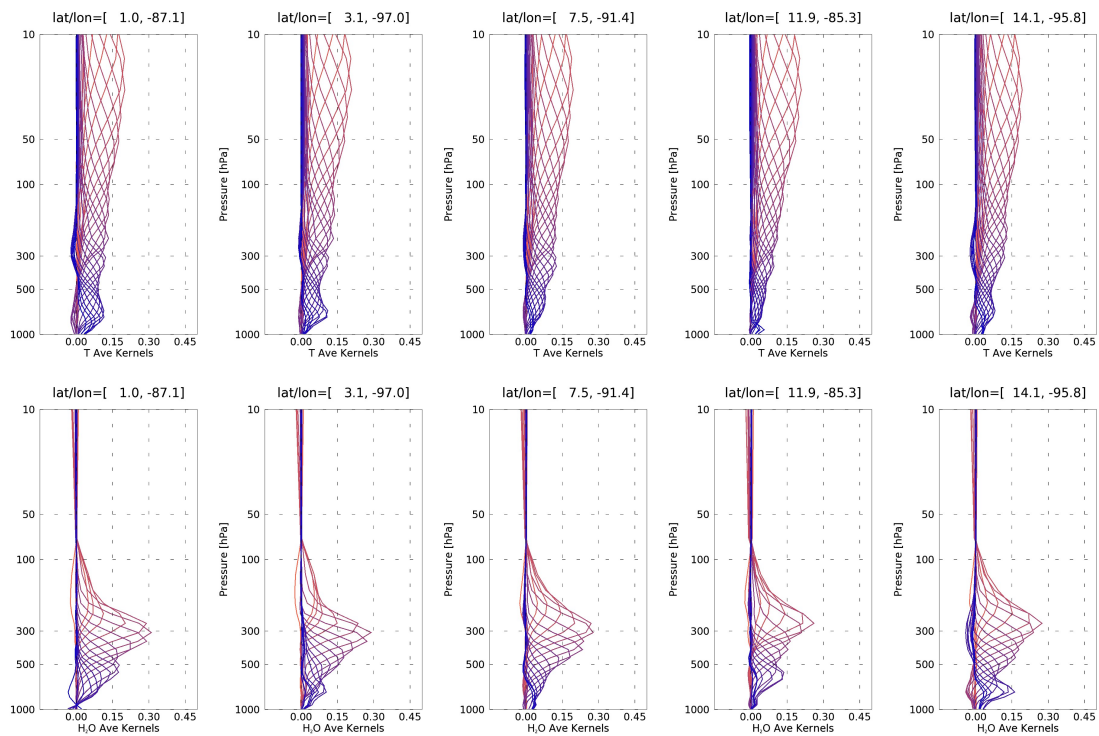 lat/lon=[ 1.0, -87.1]
lat/lon=[ 3.1, -97.0]
lat/lon=[ 7.5, -91.4]
lat/lon=[ 11.9, -85.3]
lat/lon=[ 14.1, -95.8]
10
50
100
300
500
1000
0.00 0.15 0.30 0.45
T Ave Kernels
Pressure [hPa]
10
50
100
300
500
1000
0.00 0.15 0.30 0.45
T Ave Kernels
Pressure [hPa]
10
50
100
300
500
1000
0.00 0.15 0.30 0.45
T Ave Kernels
Pressure [hPa]
10
50
100
300
500
1000
0.00 0.15 0.30 0.45
T Ave Kernels
Pressure [hPa]
10
50
100
300
500
1000
0.00 0.15 0.30 0.45
T Ave Kernels
lat/lon=[ 1.0, -87.1]
lat/lon=[ 3.1, -97.0]
lat/lon=[ 7.5, -91.4]
lat/lon=[ 11.9, -85.3]
lat/lon=[ 14.1, -95.8]
10
50
100
300
500
1000
0.00 0.15 0.30 0.45
H₂O Ave Kernels
Pressure [hPa]
10
50
100
300
500
1000
0.00 0.15 0.30 0.45
H₂O Ave Kernels
Pressure [hPa]
10
50
100
300
500
1000
0.00 0.15 0.30 0.45
H₂O Ave Kernels
Pressure [hPa]
10
50
100
300
500
1000
0.00 0.15 0.30 0.45
H₂O Ave Kernels
Pressure [hPa]
10
50
100
300
500
1000
0.00 0.15 0.30 0.45
H₂O Ave Kernels